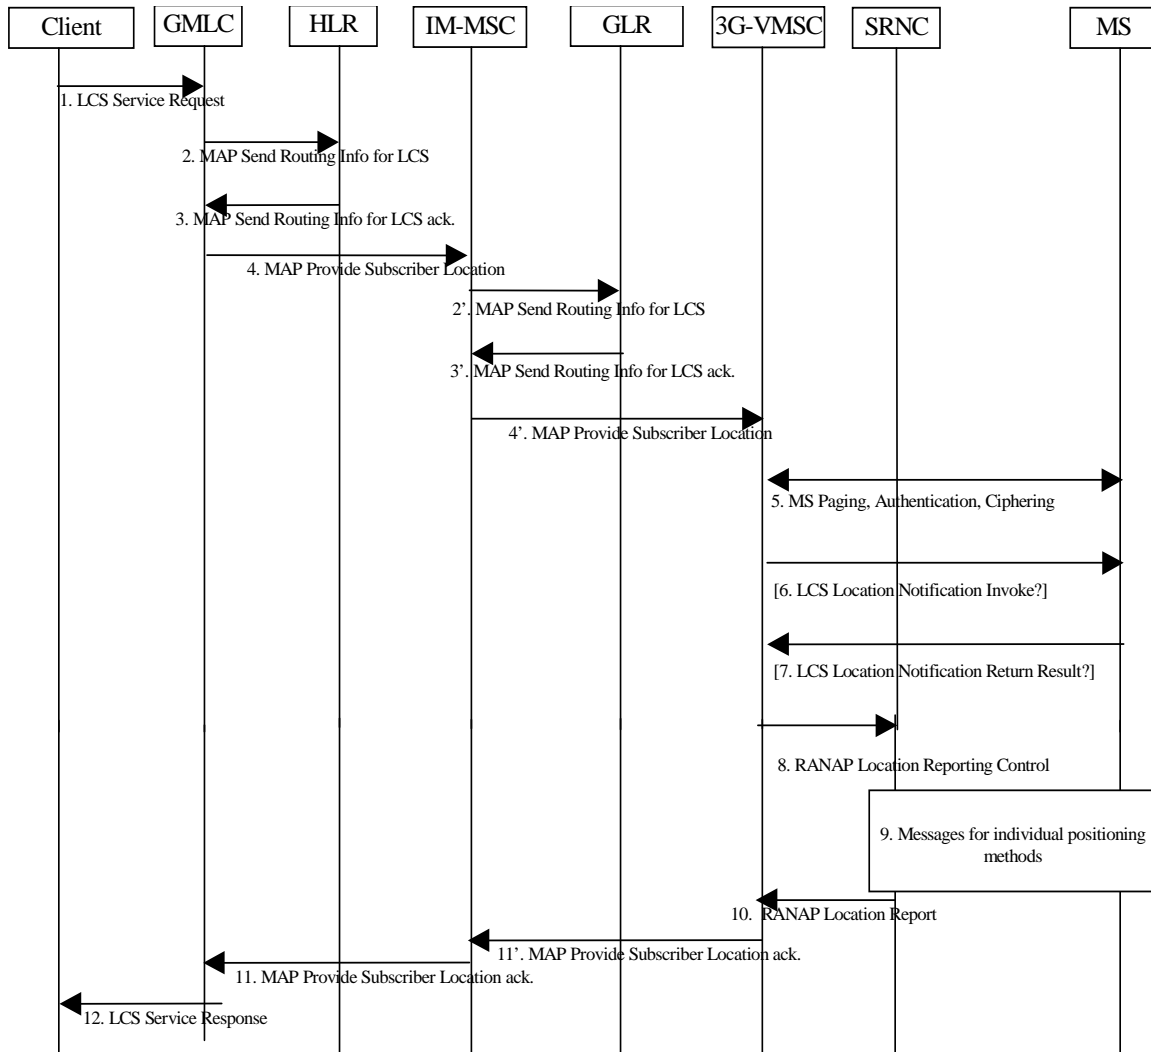 Client
GMLC
HLR
IM-MSC
GLR
3G-VMSC
SRNC
MS
1. LCS Service Request
2. MAP Send Routing Info for LCS
3. MAP Send Routing Info for LCS ack.
4. MAP Provide Subscriber Location
2’. MAP Send Routing Info for LCS
3’. MAP Send Routing Info for LCS ack.
4’. MAP Provide Subscriber Location
5. MS Paging, Authentication, Ciphering
[6. LCS Location Notification Invoke?]
[7. LCS Location Notification Return Result?]
8. RANAP Location Reporting Control
9. Messages for individual positioning
methods
10. RANAP Location Report
11’. MAP Provide Subscriber Location ack.
11. MAP Provide Subscriber Location ack.
12. LCS Service Response